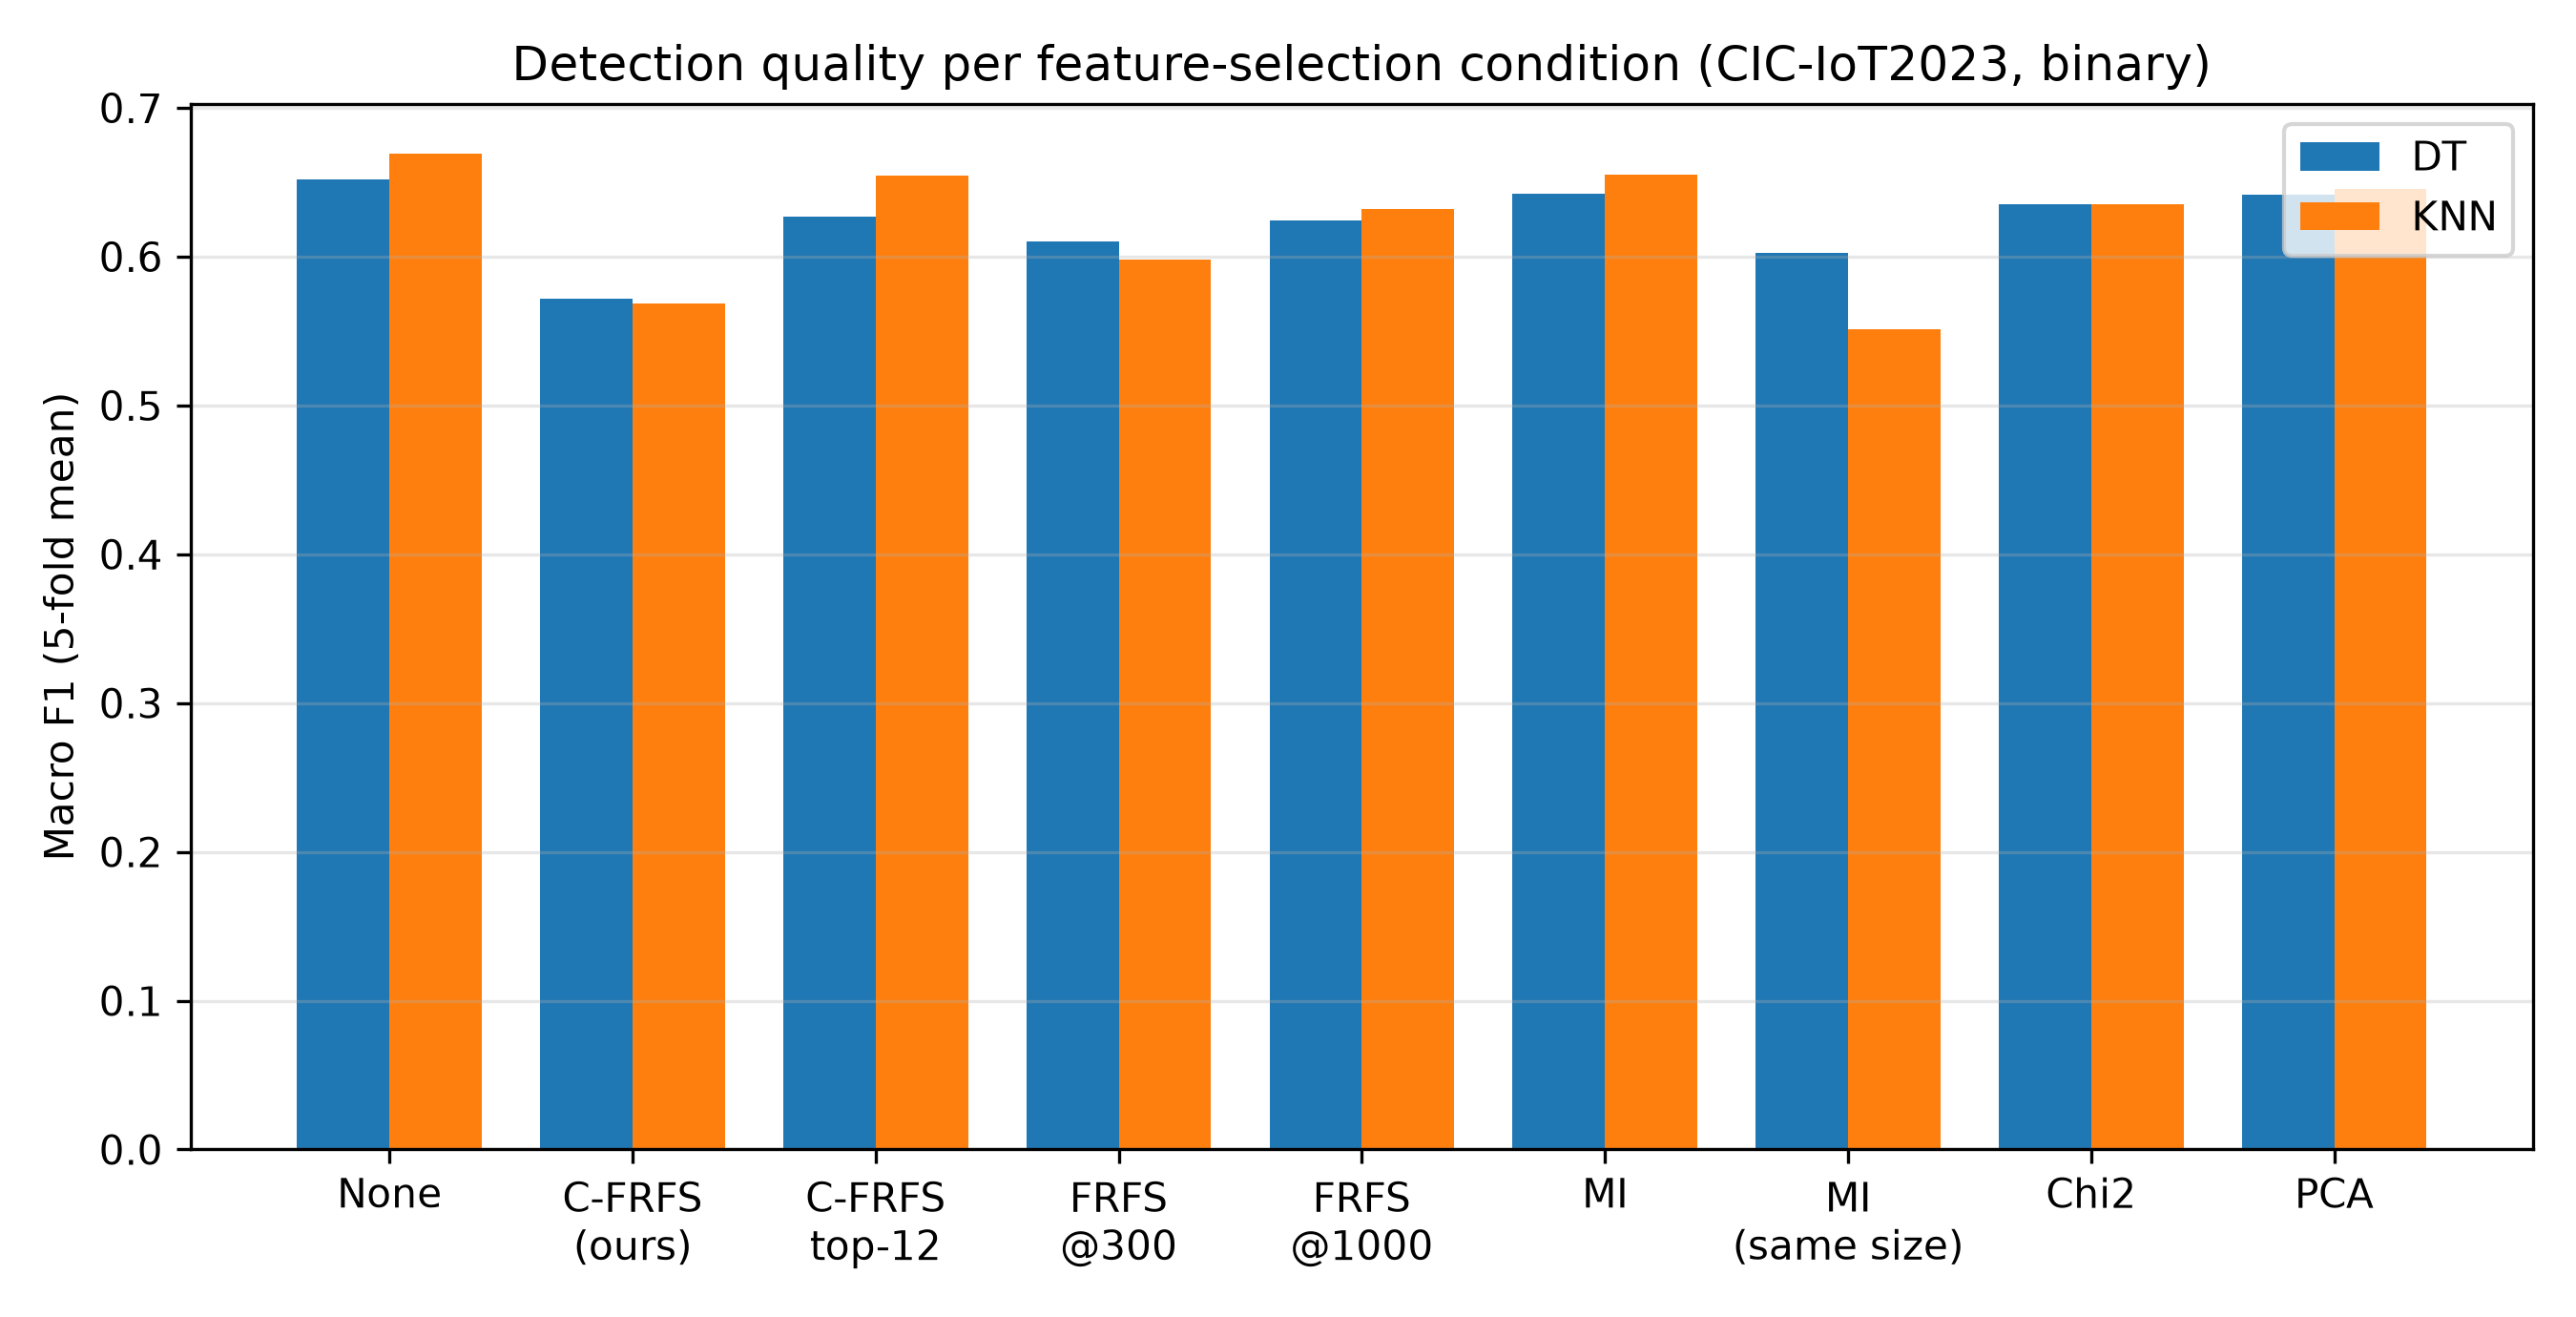 Detection quality per feature-selection condition (CIC-IoT2023, binary)
DT
KNN
Macro F1 (5-fold mean)
0.7
0.6
0.5
0.4
0.3
0.2
0.1
0.0
None
C-FRFS
(ours)
C-FRFS
top-12
FRFS
@300
FRFS
@1000
MI
MI
(same size)
Chi2
PCA